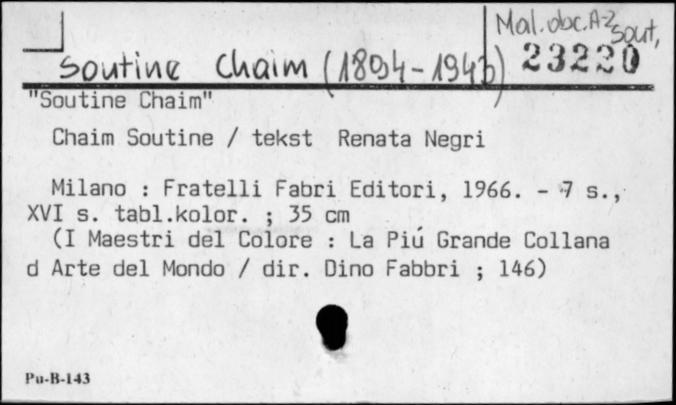 Mal. obc. A-Z
Sout,
Soutine Chaim (1894-1943)
23220
"Soutine Chaim"
Chaim Soutine / tekst Renata Negri
Milano : Fratelli Fabri Editori, 1966. - 7 s.,
XVI s. tabl.kolor. ; 35 cm
(I Maestri del Colore : La Piú Grande Collana
d Arte del Mondo / dir. Dino Fabbri ; 146)
Pu-B-143